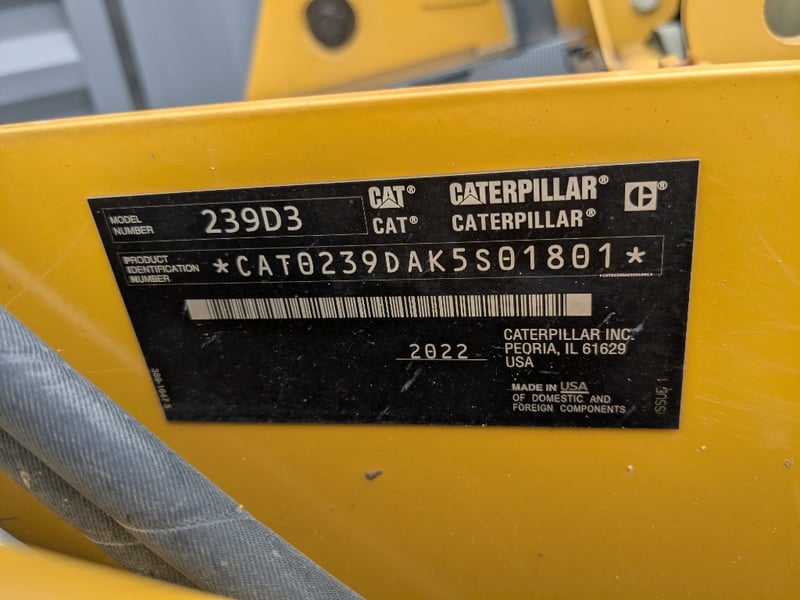 MODEL NUMBER 239D3
CAT® CATERPILLAR® C®
CAT® CATERPILLAR®
PRODUCT IDENTIFICATION NUMBER *CAT0239DAK5S01801*
2022
CATERPILLAR INC.
PEORIA, IL 61629
USA
MADE IN USA
OF DOMESTIC AND
FOREIGN COMPONENTS
ISSUE 1